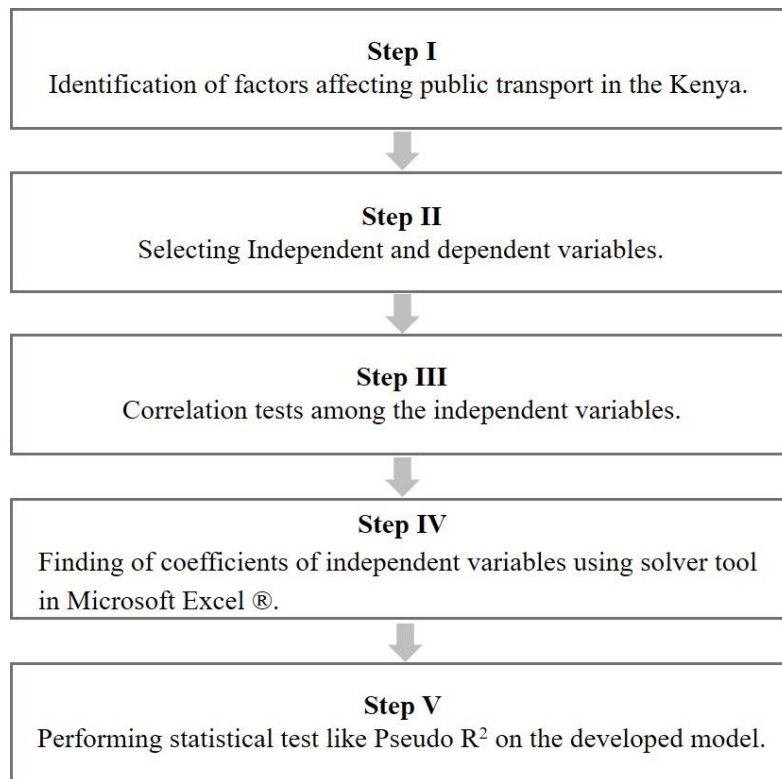 Step I
Identification of factors affecting public transport in the Kenya.
Step II
Selecting Independent and dependent variables.
Step III
Correlation tests among the independent variables.
Step IV
Finding of coefficients of independent variables using solver tool
in Microsoft Excel ®.
Step V
Performing statistical test like Pseudo R² on the developed model.